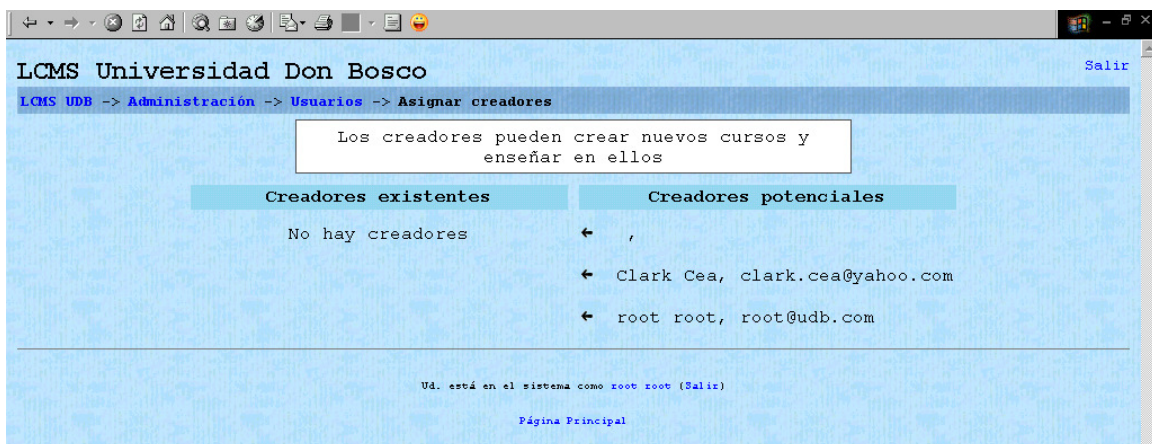 LCMS Universidad Don Bosco
Salir
LCMS UDB -> Administración -> Usuarios -> Asignar creadores
Los creadores pueden crear nuevos cursos y
enseñar en ellos
Creadores existentes
Creadores potenciales
No hay creadores
← ,
← Clark Cea, clark.cea@yahoo.com
← root root, root@udb.com
Ud. está en el sistema como root root (Salir)
Página Principal